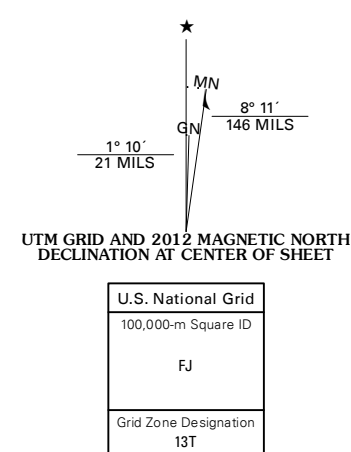 ★
MN
8° 11´
146 MILS
GN
1° 10´
21 MILS
UTM GRID AND 2012 MAGNETIC NORTH
DECLINATION AT CENTER OF SHEET
U.S. National Grid
100,000-m Square ID
FJ
Grid Zone Designation
13T